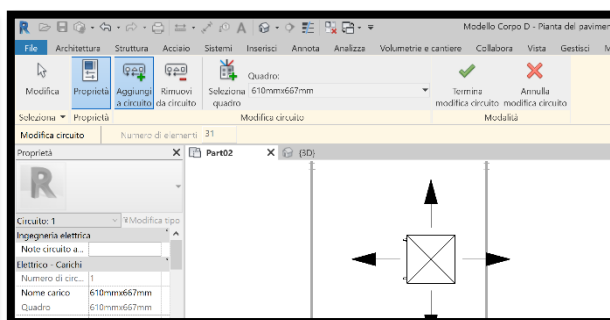 Modello Corpo D - Pianta del pavimen
File Architettura Struttura Acciaio Sistemi Inserisci Annota Analizza Volumetrie e cantiere Collabora Vista Gestisci M
Modifica Proprietà Aggiungi a circuito Rimuovi da circuito Seleziona quadro Quadro: 610mmx667mm Termina modifica circuito Annulla modifica circuito
Seleziona Proprietà Modifica circuito Modalità
Modifica circuito Numero di elementi 31
Proprietà Part02 {3D}
R
Circuito: 1 Modifica tipo
Ingegneria elettrica
Note circuito a...
Elettrico - Carichi
Numero di circ... 1
Nome carico 610mmx667mm
Quadro 610mmx667mm